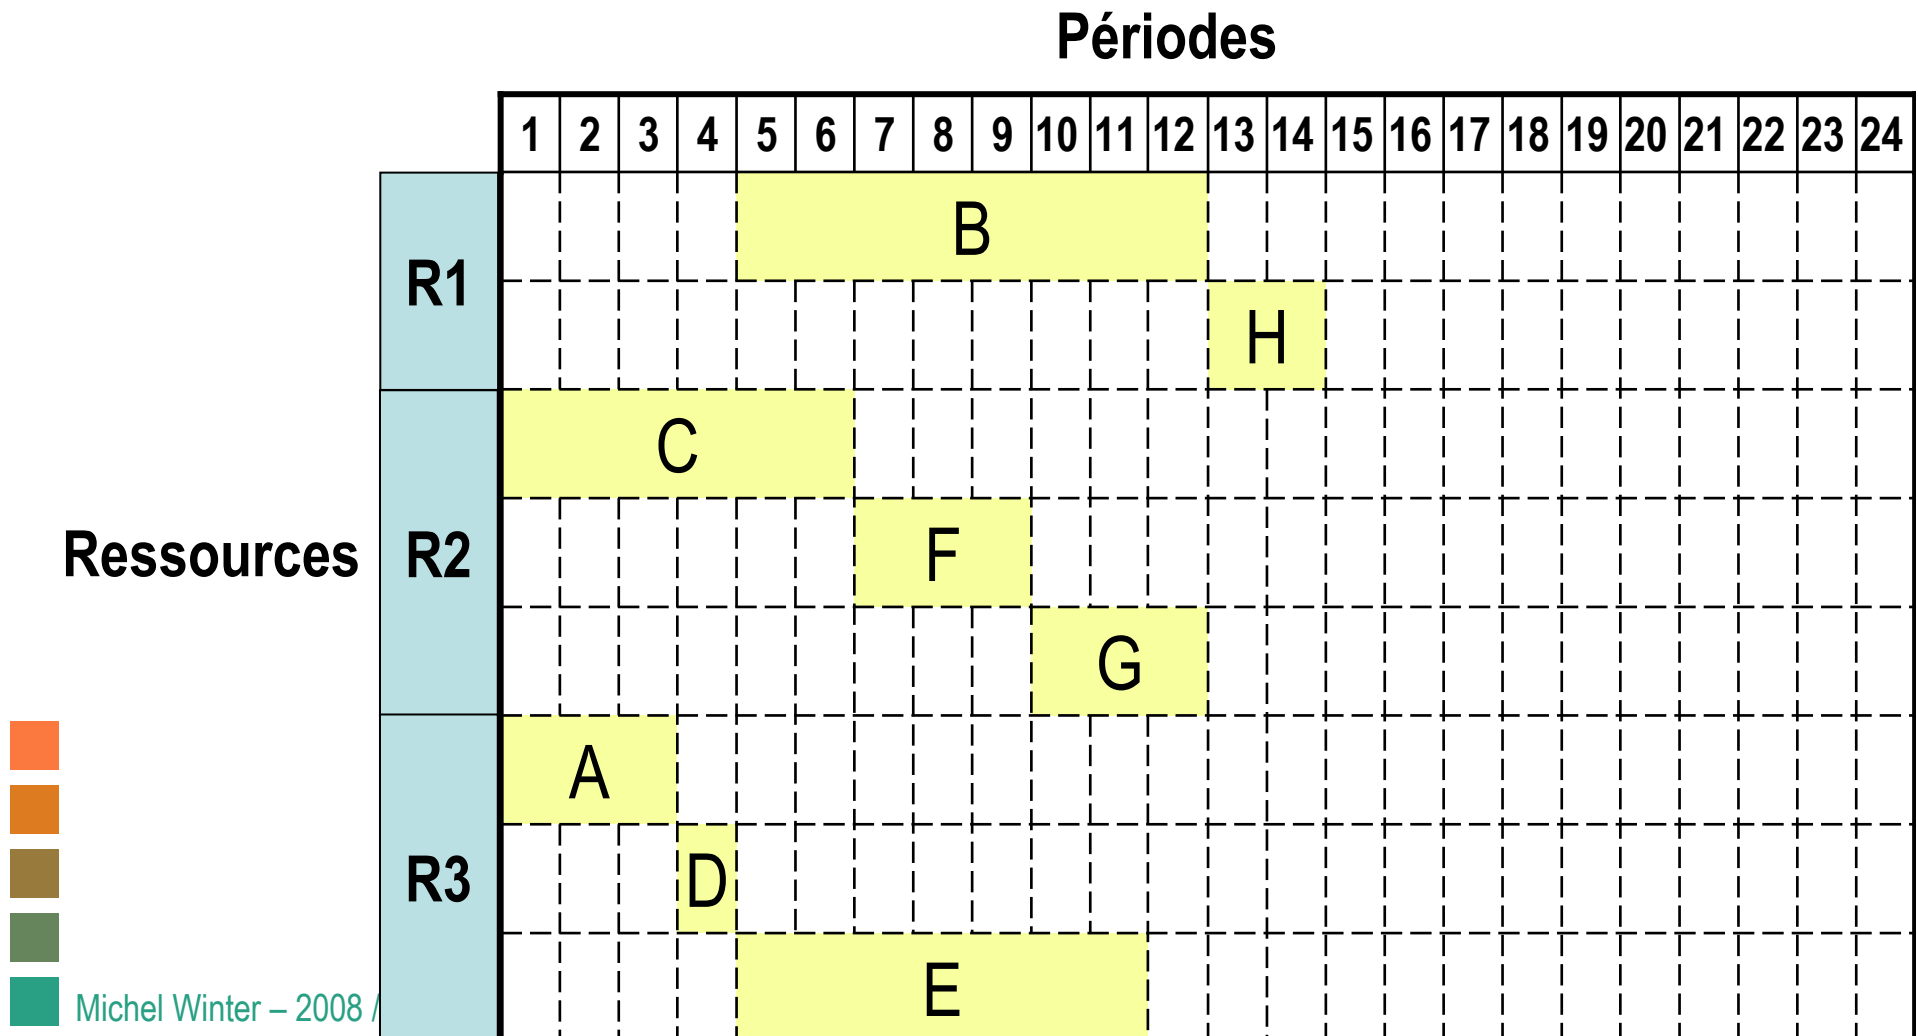 Périodes
1 2 3 4 5 6 7 8 9 10 11 12 13 14 15 16 17 18 19 20 21 22 23 24
B
R1
H
C
Ressources R2 F
G
A
R3 D
E
Michel Winter – 2008 /